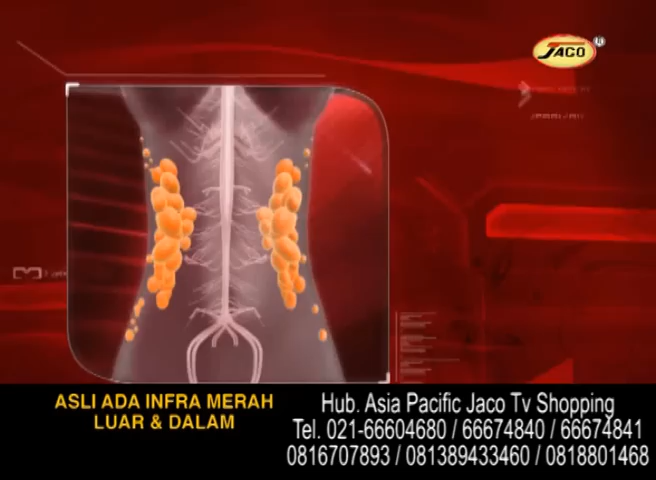 JACO
ASLI ADA INFRA MERAH
LUAR & DALAM
Hub. Asia Pacific Jaco Tv Shopping
Tel. 021-66604680 / 66674840 / 66674841
0816707893 / 081389433460 / 0818801468